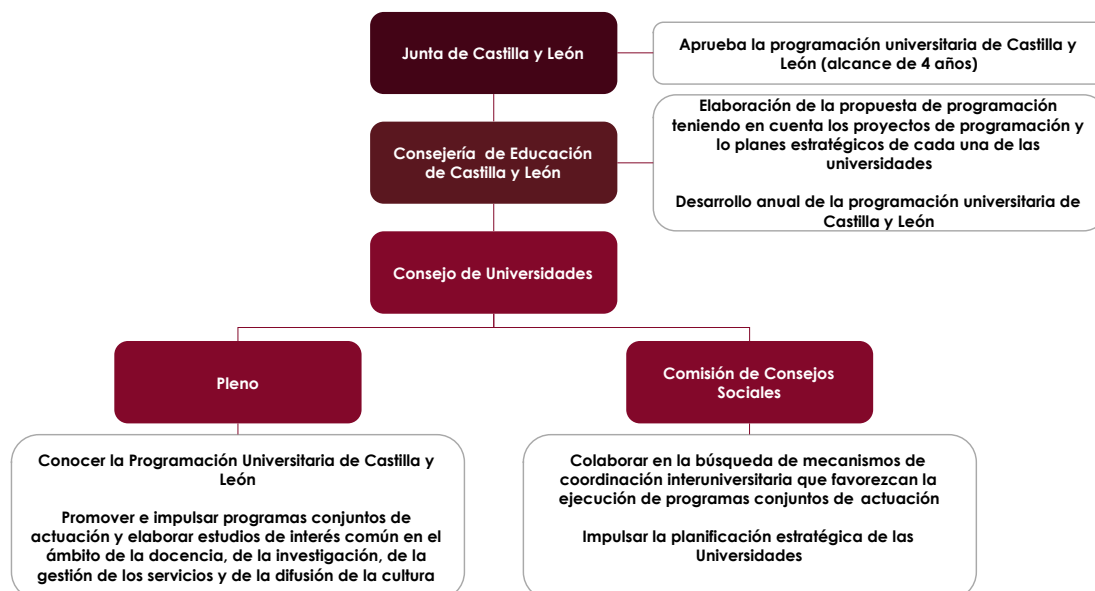 Junta de Castilla y León
Aprueba la programación universitaria de Castilla y
León (alcance de 4 años)
Consejería de Educación
de Castilla y León
Elaboración de la propuesta de programación
teniendo en cuenta los proyectos de programación y
lo planes estratégicos de cada una de las
universidades
Desarrollo anual de la programación universitaria de
Castilla y León
Consejo de Universidades
Pleno
Comisión de Consejos
Sociales
Conocer la Programación Universitaria de Castilla y
León
Promover e impulsar programas conjuntos de
actuación y elaborar estudios de interés común en el
ámbito de la docencia, de la investigación, de la
gestión de los servicios y de la difusión de la cultura
Colaborar en la búsqueda de mecanismos de
coordinación interuniversitaria que favorezcan la
ejecución de programas conjuntos de actuación
Impulsar la planificación estratégica de las
Universidades